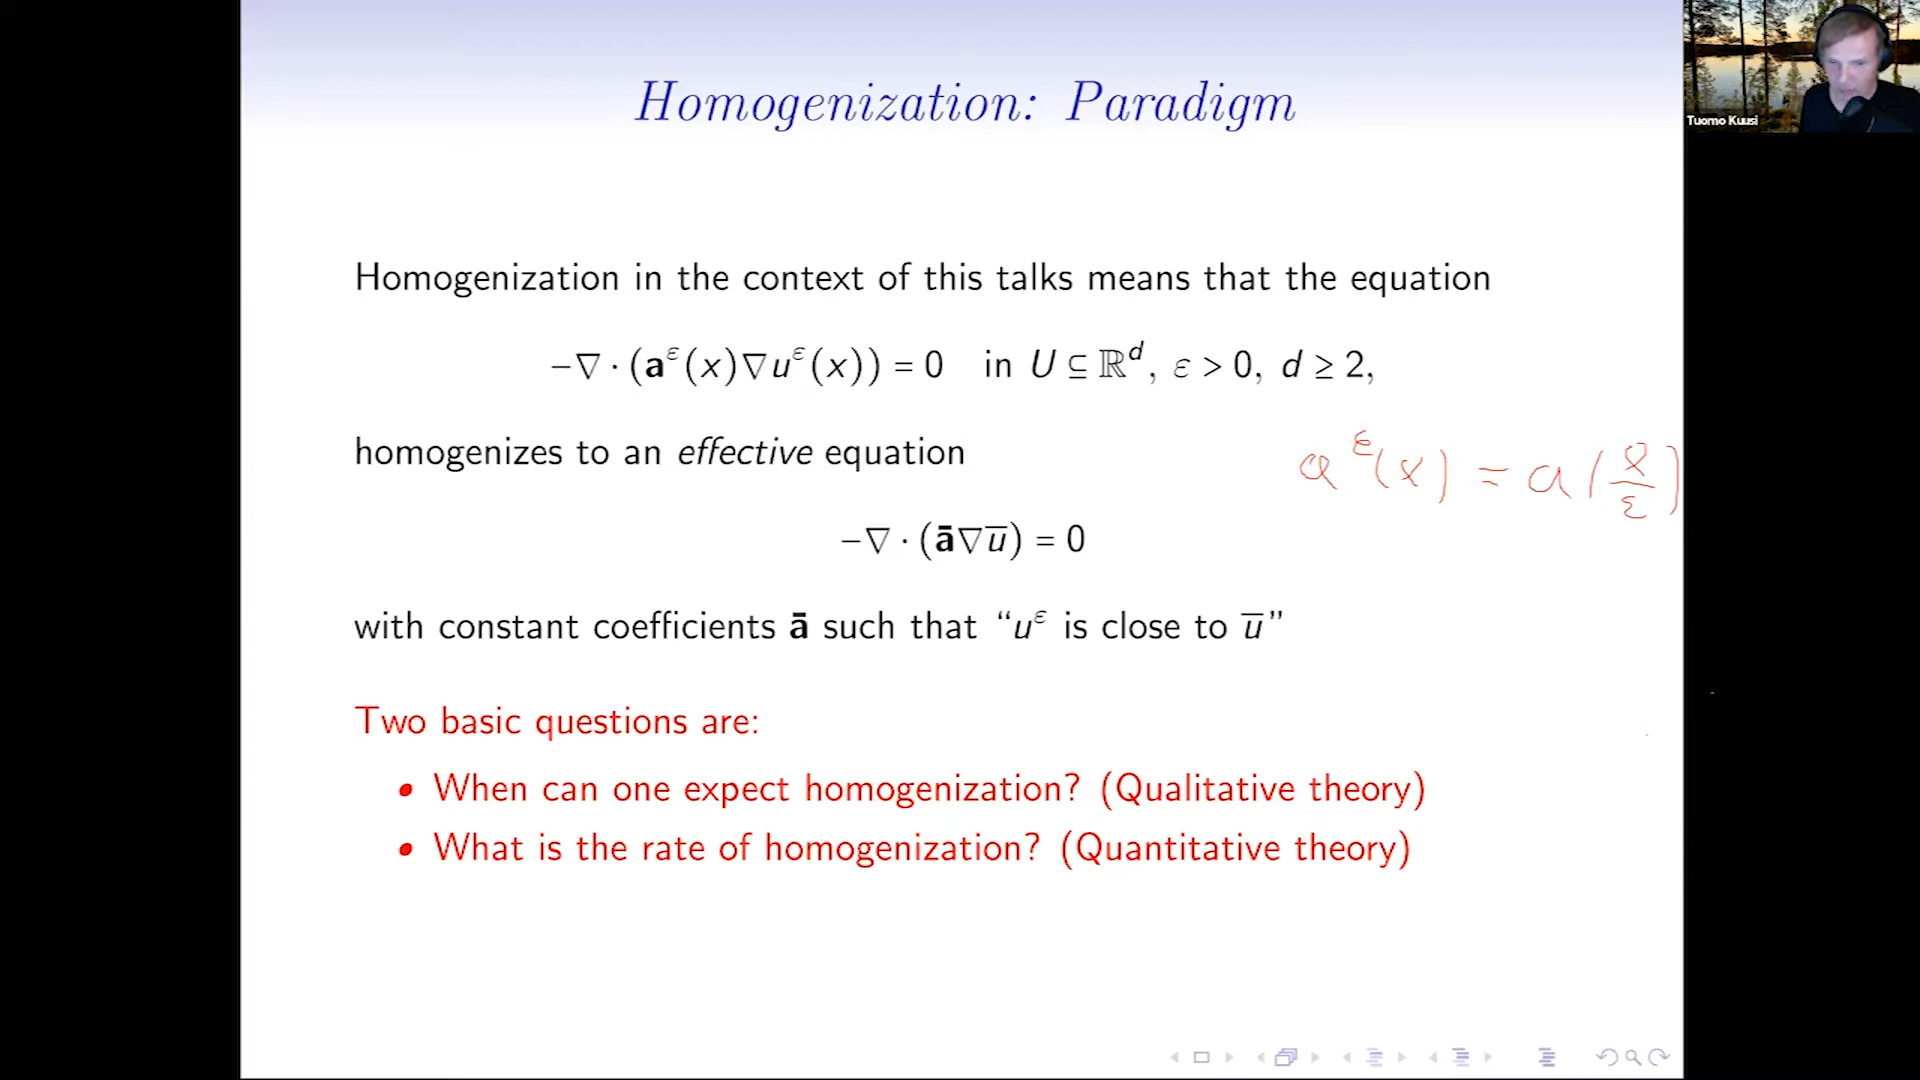 Homogenization: Paradigm
Tuomo Kuusi
Homogenization in the context of this talks means that the equation
−∇ · (𝐚^ε(x)∇u^ε(x)) = 0 in U ⊆ ℝ^d, ε > 0, d ≥ 2,
homogenizes to an effective equation
a^ε(x) = a(x/ε)
−∇ · (𝐚̄∇u̅) = 0
with constant coefficients 𝐚̄ such that “u^ε is close to u̅”
Two basic questions are:
• When can one expect homogenization? (Qualitative theory)
• What is the rate of homogenization? (Quantitative theory)